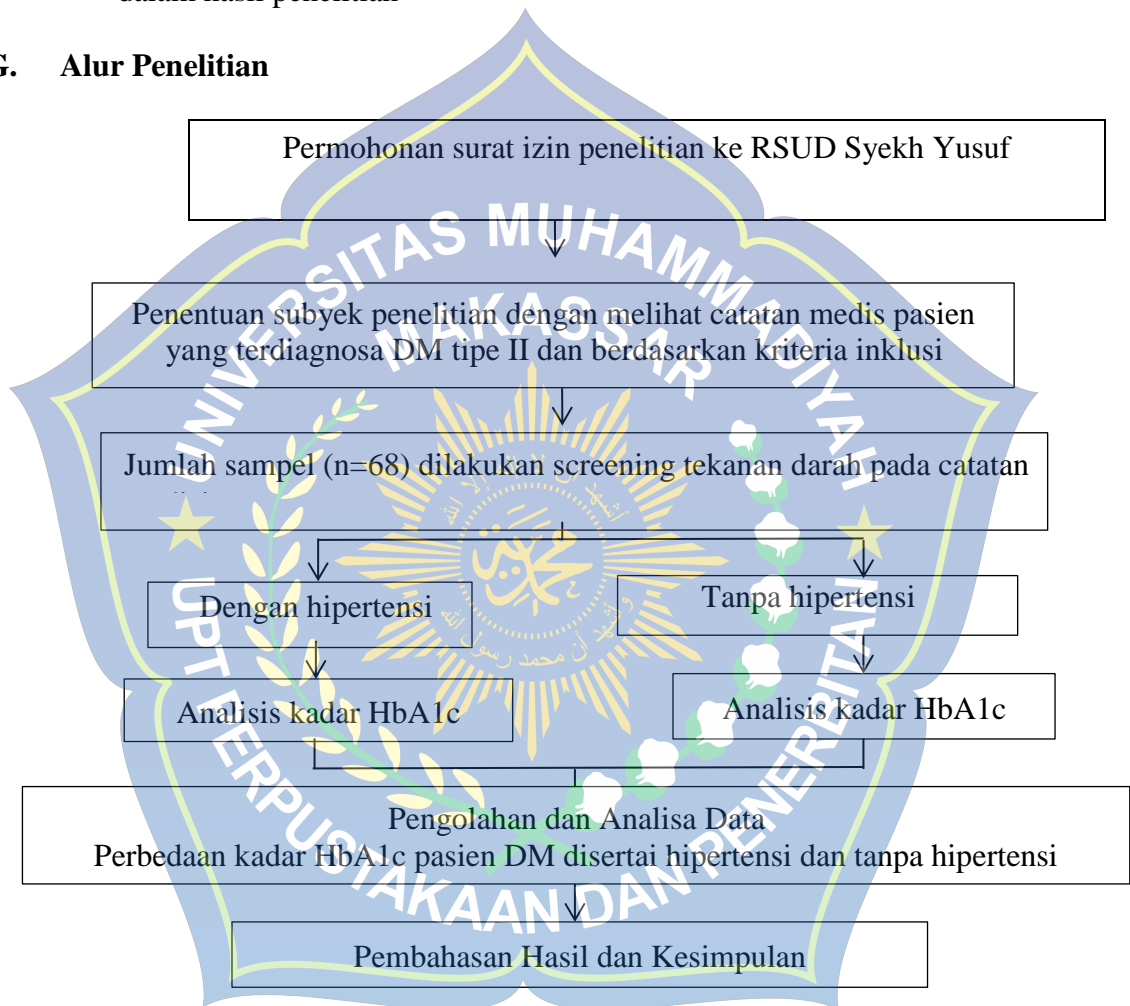 dalam hasil penelitian
G. Alur Penelitian
Permohonan surat izin penelitian ke RSUD Syekh Yusuf
UNIVERSITAS MUHAMMADIYAH
MAKASSAR
Penentuan subyek penelitian dengan melihat catatan medis pasien
yang terdiagnosa DM tipe II dan berdasarkan kriteria inklusi
Jumlah sampel (n=68) dilakukan screening tekanan darah pada catatan
Dengan hipertensi
Tanpa hipertensi
Analisis kadar HbA1c
Analisis kadar HbA1c
Pengolahan dan Analisa Data
Perbedaan kadar HbA1c pasien DM disertai hipertensi dan tanpa hipertensi
UPT PERPUSTAKAAN DAN PENERBITAN
Pembahasan Hasil dan Kesimpulan